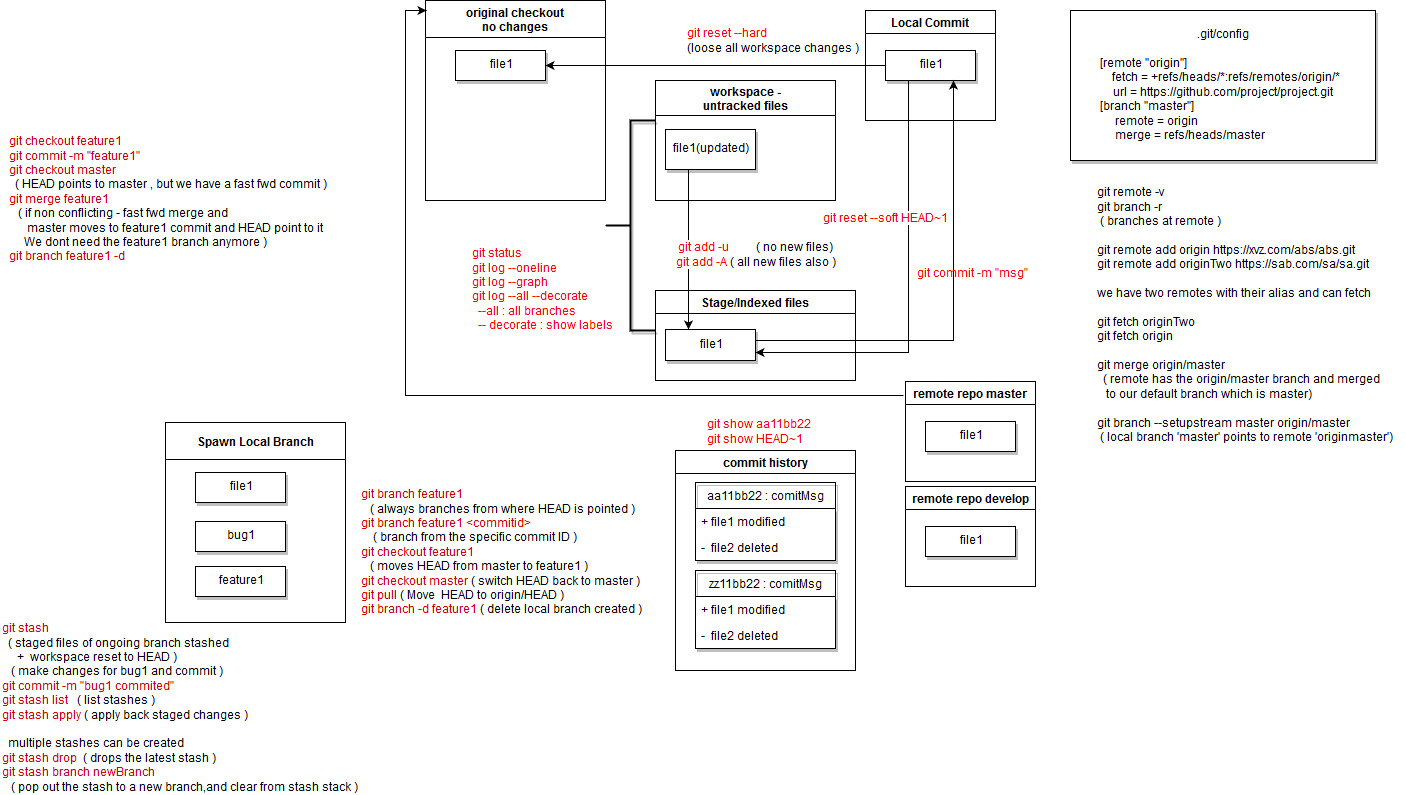 original checkout
no changes
file1
git reset --hard
(loose all workspace changes )
Local Commit
file1
workspace -
untracked files
file1(updated)
git reset --soft HEAD~1
git add -u ( no new files)
git add -A ( all new files also )
git commit -m "msg"
Stage/Indexed files
file1
git status
git log --oneline
git log --graph
git log --all --decorate
--all : all branches
-- decorate : show labels
git checkout feature1
git commit -m "feature1"
git checkout master
( HEAD points to master , but we have a fast fwd commit )
git merge feature1
( if non conflicting - fast fwd merge and
master moves to feature1 commit and HEAD point to it
We dont need the feature1 branch anymore )
git branch feature1 -d
.git/config
[remote "origin"]
fetch = +refs/heads/*:refs/remotes/origin/*
url = https://github.com/project/project.git
[branch "master"]
remote = origin
merge = refs/heads/master
git remote -v
git branch -r
( branches at remote )
git remote add origin https://xvz.com/abs/abs.git
git remote add originTwo https://sab.com/sa/sa.git
we have two remotes with their alias and can fetch
git fetch originTwo
git fetch origin
git merge origin/master
( remote has the origin/master branch and merged
to our default branch which is master)
git branch --setupstream master origin/master
( local branch 'master' points to remote 'originmaster')
remote repo master
file1
remote repo develop
file1
git show aa11bb22
git show HEAD~1
commit history
aa11bb22 : comitMsg
+ file1 modified
- file2 deleted
zz11bb22 : comitMsg
+ file1 modified
- file2 deleted
Spawn Local Branch
file1
bug1
feature1
git branch feature1
( always branches from where HEAD is pointed )
git branch feature1 <commitid>
( branch from the specific commit ID )
git checkout feature1
( moves HEAD from master to feature1 )
git checkout master ( switch HEAD back to master )
git pull ( Move HEAD to origin/HEAD )
git branch -d feature1 ( delete local branch created )
git stash
( staged files of ongoing branch stashed
+ workspace reset to HEAD )
( make changes for bug1 and commit )
git commit -m "bug1 commited"
git stash list ( list stashes )
git stash apply ( apply back staged changes )
multiple stashes can be created
git stash drop ( drops the latest stash )
git stash branch newBranch
( pop out the stash to a new branch,and clear from stash stack )